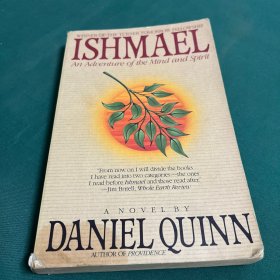 WINNER OF THE TURNER TOMORROW FELLOWSHIP
ISHMAEL
An Adventure of the Mind and Spirit
"From now on I will divide the books
I have read into two categories—the ones
I read before Ishmael and those read after."
—Jim Britell, Whole Earth Review
A NOVEL BY
DANIEL QUINN
AUTHOR OF PROVIDENCE